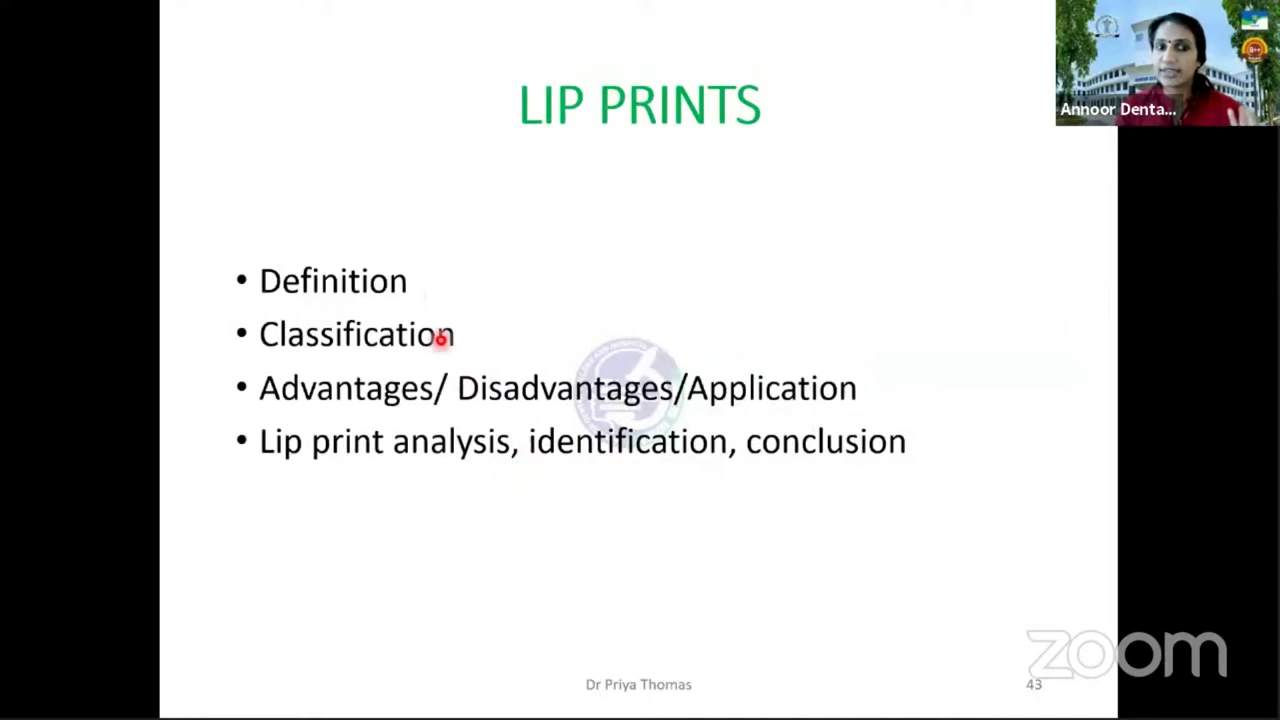 LIP PRINTS
Annoor Denta...
• Definition
• Classification
• Advantages/ Disadvantages/Application
• Lip print analysis, identification, conclusion
zoom
Dr Priya Thomas
43